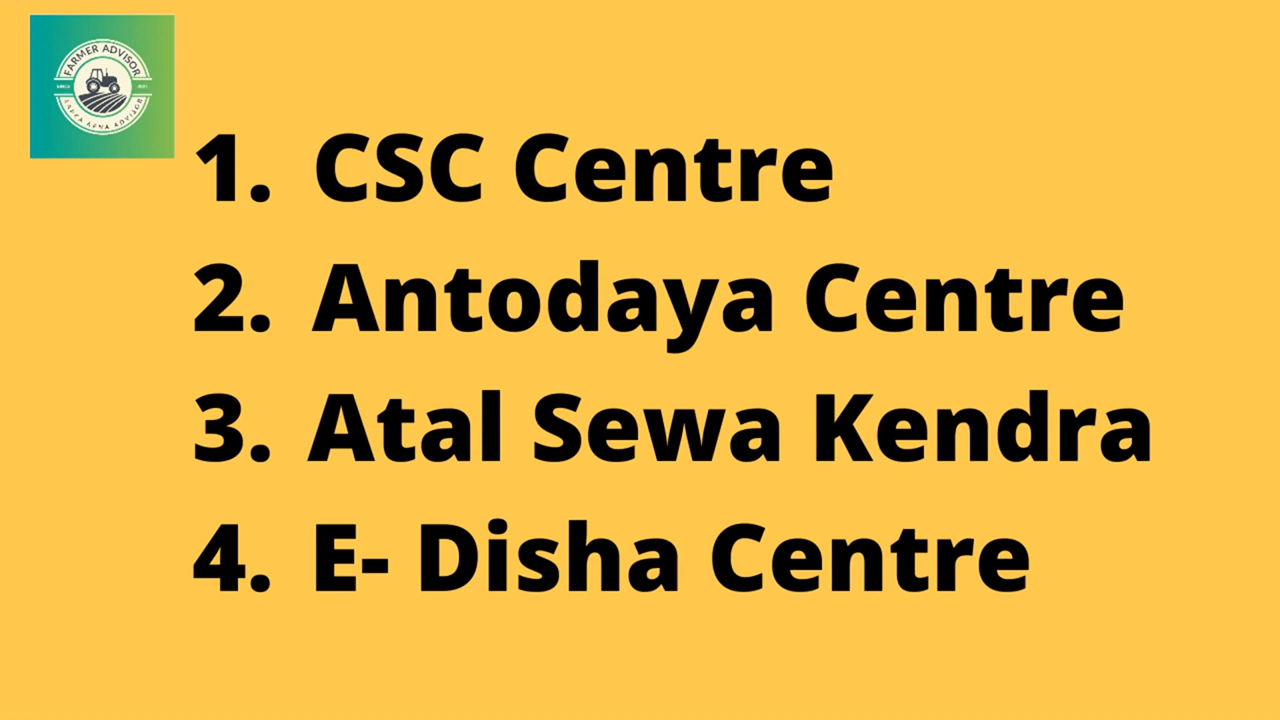 FARMER ADVISOR
1. CSC Centre
2. Antodaya Centre
3. Atal Sewa Kendra
4. E- Disha Centre